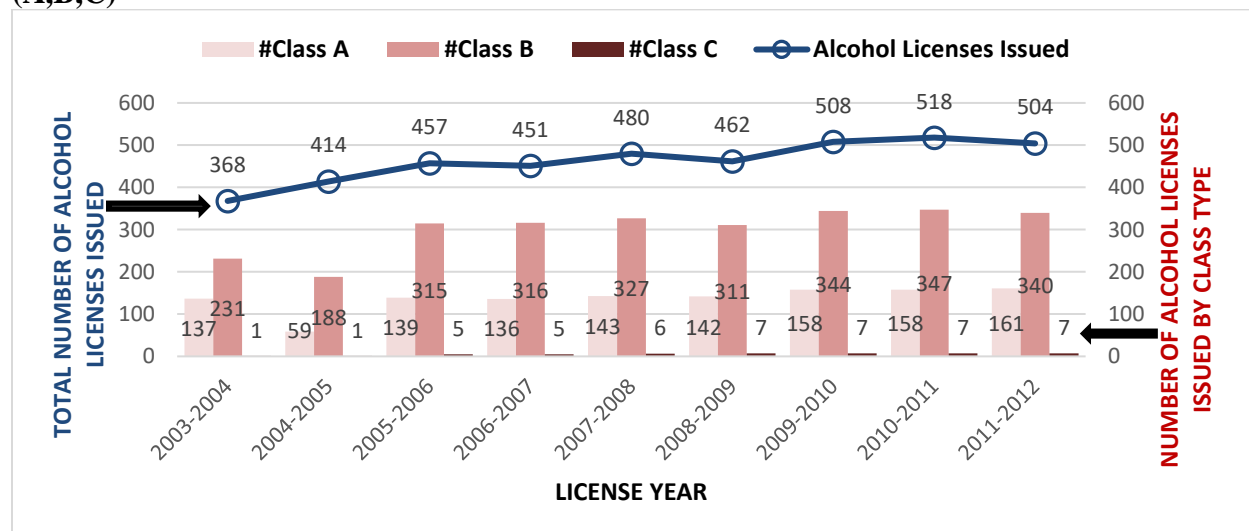 (A,B,C)
#Class A #Class B #Class C Alcohol Licenses Issued
TOTAL NUMBER OF ALCOHOL
LICENSES ISSUED
600
500
400
300
200
100
0
368 414 457 451 480 462 508 518 504
231 188 315 316 327 311 344 347 340
137 59 139 136 143 142 158 158 161
1 1 5 5 6 7 7 7 7
600
500
400
300
200
100
0
NUMBER OF ALCOHOL LICENSES
ISSUED BY CLASS TYPE
2003-2004 2004-2005 2005-2006 2006-2007 2007-2008 2008-2009 2009-2010 2010-2011 2011-2012
LICENSE YEAR